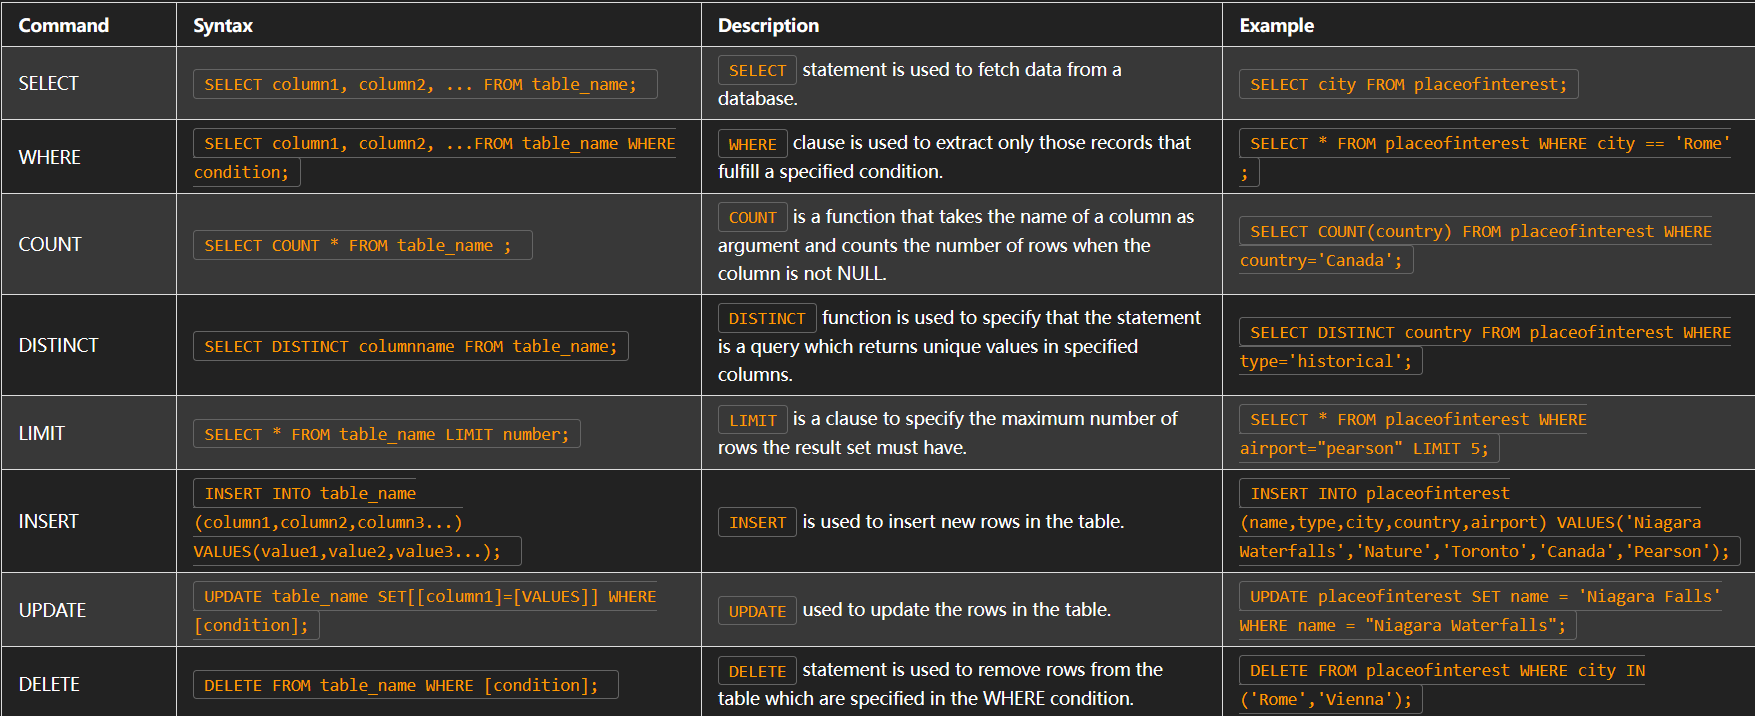 Command Syntax Description Example
SELECT
SELECT column1, column2, ... FROM table_name;
SELECT statement is used to fetch data from a
database.
SELECT city FROM placeofinterest;
WHERE
SELECT column1, column2, ...FROM table_name WHERE
condition;
WHERE clause is used to extract only those records that
fulfill a specified condition.
SELECT * FROM placeofinterest WHERE city == 'Rome'
;
COUNT
SELECT COUNT * FROM table_name ;
COUNT is a function that takes the name of a column as
argument and counts the number of rows when the
column is not NULL.
SELECT COUNT(country) FROM placeofinterest WHERE
country='Canada';
DISTINCT
SELECT DISTINCT columnname FROM table_name;
DISTINCT function is used to specify that the statement
is a query which returns unique values in specified
columns.
SELECT DISTINCT country FROM placeofinterest WHERE
type='historical';
LIMIT
SELECT * FROM table_name LIMIT number;
LIMIT is a clause to specify the maximum number of
rows the result set must have.
SELECT * FROM placeofinterest WHERE
airport="pearson" LIMIT 5;
INSERT
INSERT INTO table_name
(column1,column2,column3...)
VALUES(value1,value2,value3...);
INSERT is used to insert new rows in the table.
INSERT INTO placeofinterest
(name,type,city,country,airport) VALUES('Niagara
Waterfalls','Nature','Toronto','Canada','Pearson');
UPDATE
UPDATE table_name SET[[column1]=[VALUES]] WHERE
[condition];
UPDATE used to update the rows in the table.
UPDATE placeofinterest SET name = 'Niagara Falls'
WHERE name = "Niagara Waterfalls";
DELETE
DELETE FROM table_name WHERE [condition];
DELETE statement is used to remove rows from the
table which are specified in the WHERE condition.
DELETE FROM placeofinterest WHERE city IN
('Rome','Vienna');